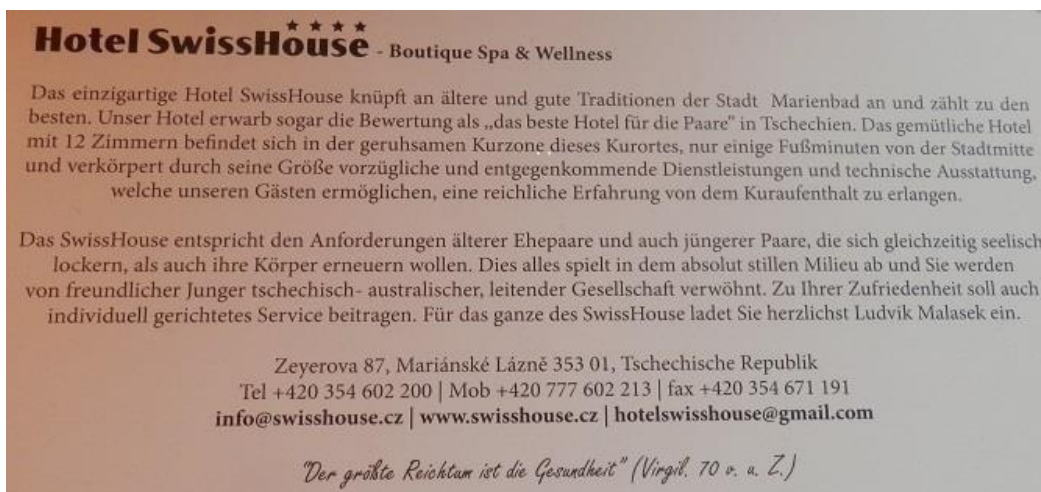 Hotel SwissHouse **** - Boutique Spa & Wellness
Das einzigartige Hotel SwissHouse knüpft an ältere und gute Traditionen der Stadt Marienbad an und zählt zu den
besten. Unser Hotel erwarb sogar die Bewertung als „das beste Hotel für die Paare" in Tschechien. Das gemütliche Hotel
mit 12 Zimmern befindet sich in der geruhsamen Kurzone dieses Kurortes, nur einige Fußminuten von der Stadtmitte
und verkörpert durch seine Größe vorzügliche und entgegenkommende Dienstleistungen und technische Ausstattung,
welche unseren Gästen ermöglichen, eine reichliche Erfahrung von dem Kuraufenthalt zu erlangen.
Das SwissHouse entspricht den Anforderungen älterer Ehepaare und auch jüngerer Paare, die sich gleichzeitig seelisch
lockern, als auch ihre Körper erneuern wollen. Dies alles spielt in dem absolut stillen Milieu ab und Sie werden
von freundlicher Junger tschechisch- australischer, leitender Gesellschaft verwöhnt. Zu Ihrer Zufriedenheit soll auch
individuell gerichtetes Service beitragen. Für das ganze des SwissHouse ladet Sie herzlichst Ludvik Malasek ein.
Zeyerova 87, Mariánské Lázně 353 01, Tschechische Republik
Tel +420 354 602 200 | Mob +420 777 602 213 | fax +420 354 671 191
info@swisshouse.cz | www.swisshouse.cz | hotelswisshouse@gmail.com
"Der größte Reichtum ist die Gesundheit" (Virgil. 70 v. u. Z.)